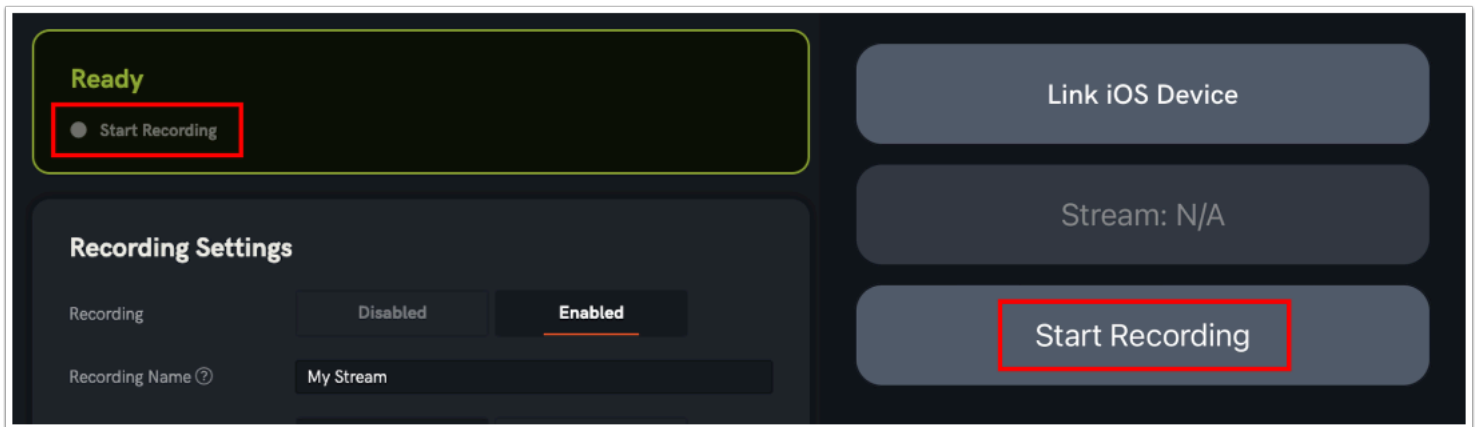 Ready
Start Recording
Recording Settings
Recording
Disabled
Enabled
Recording Name ?
My Stream
Link iOS Device
Stream: N/A
Start Recording